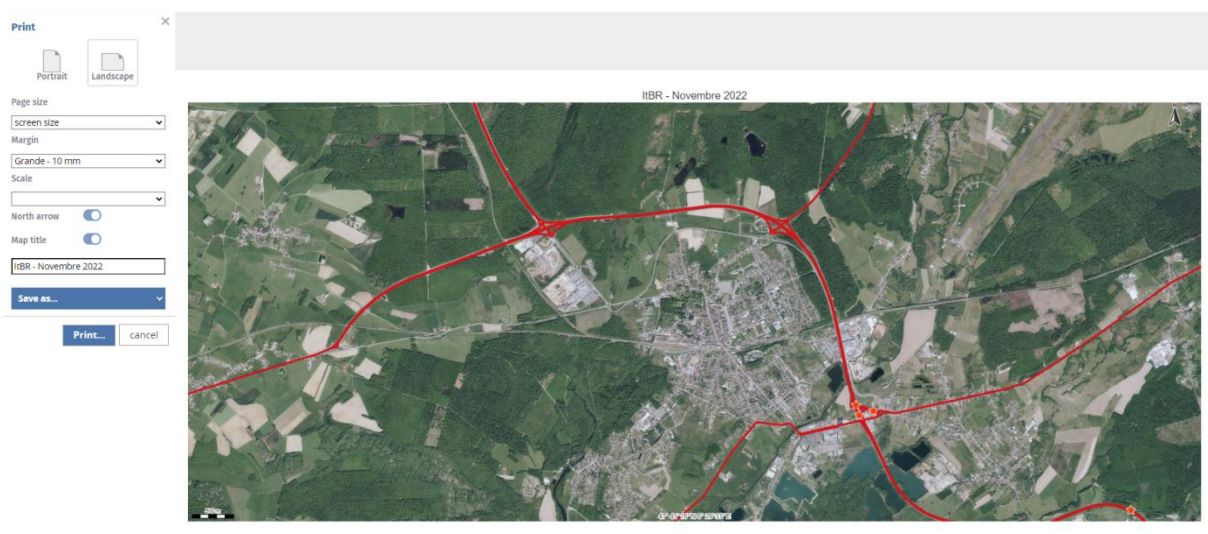 Print
×
Portrait
Landscape
Page size
screen size
Margin
Grande - 10 mm
Scale
North arrow
Map title
ItBR - Novembre 2022
Save as...
Print...
cancel
ItBR - Novembre 2022
500 m